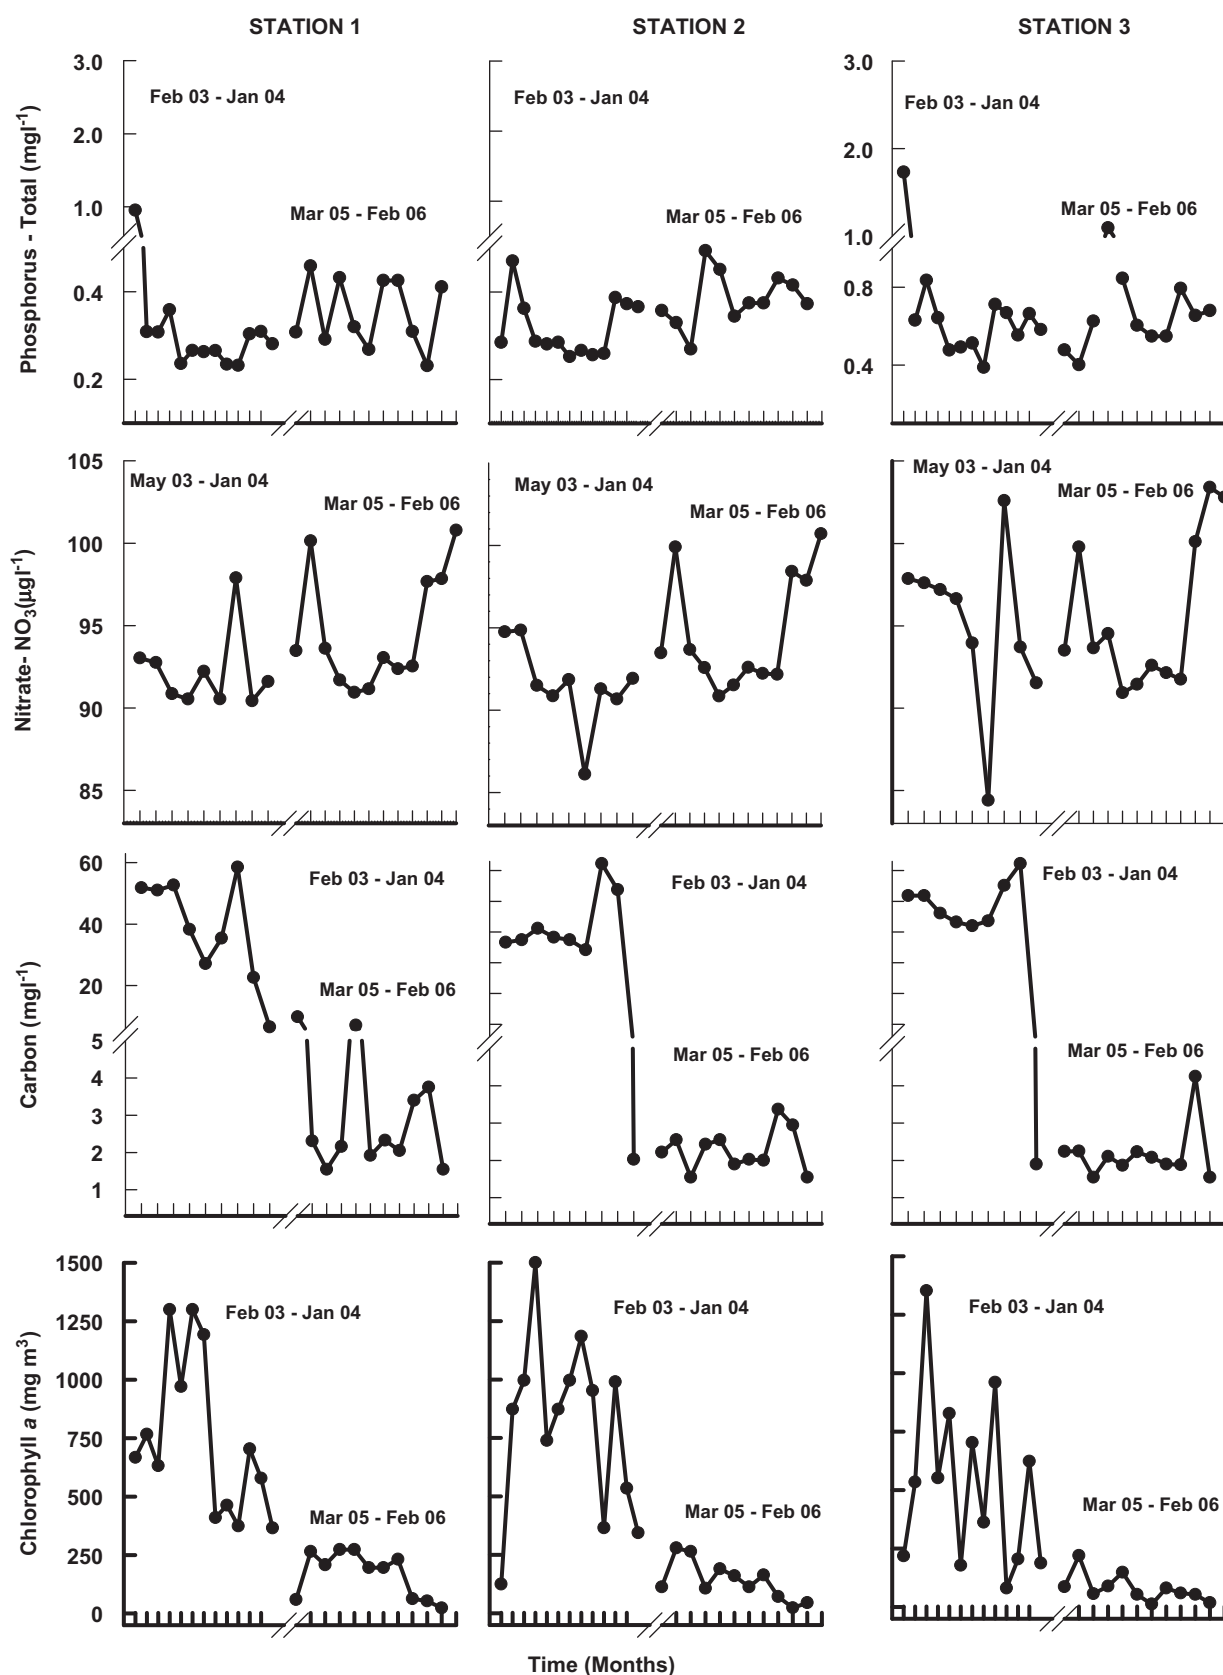 STATION 1 STATION 2 STATION 3
3.0 3.0
Feb 03 - Jan 04 Feb 03 - Jan 04 Feb 03 - Jan 04
2.0 2.0
Mar 05 - Feb 06 Mar 05 - Feb 06 Mar 05 - Feb 06
1.0 1.0
0.4 0.8
0.2 0.4
Phosphorus - Total (mgl⁻¹)
105
May 03 - Jan 04 May 03 - Jan 04 May 03 - Jan 04
Mar 05 - Feb 06 Mar 05 - Feb 06 Mar 05 - Feb 06
100
95
90
85
Nitrate- NO₃(µgl⁻¹)
60
Feb 03 - Jan 04 Feb 03 - Jan 04 Feb 03 - Jan 04
40
20
Mar 05 - Feb 06 Mar 05 - Feb 06 Mar 05 - Feb 06
5
4
3
2
1
Carbon (mgl⁻¹)
1500
Feb 03 - Jan 04 Feb 03 - Jan 04 Feb 03 - Jan 04
1250
1000
750
500
Mar 05 - Feb 06 Mar 05 - Feb 06 Mar 05 - Feb 06
250
0
Chlorophyll a (mg m³)
Time (Months)